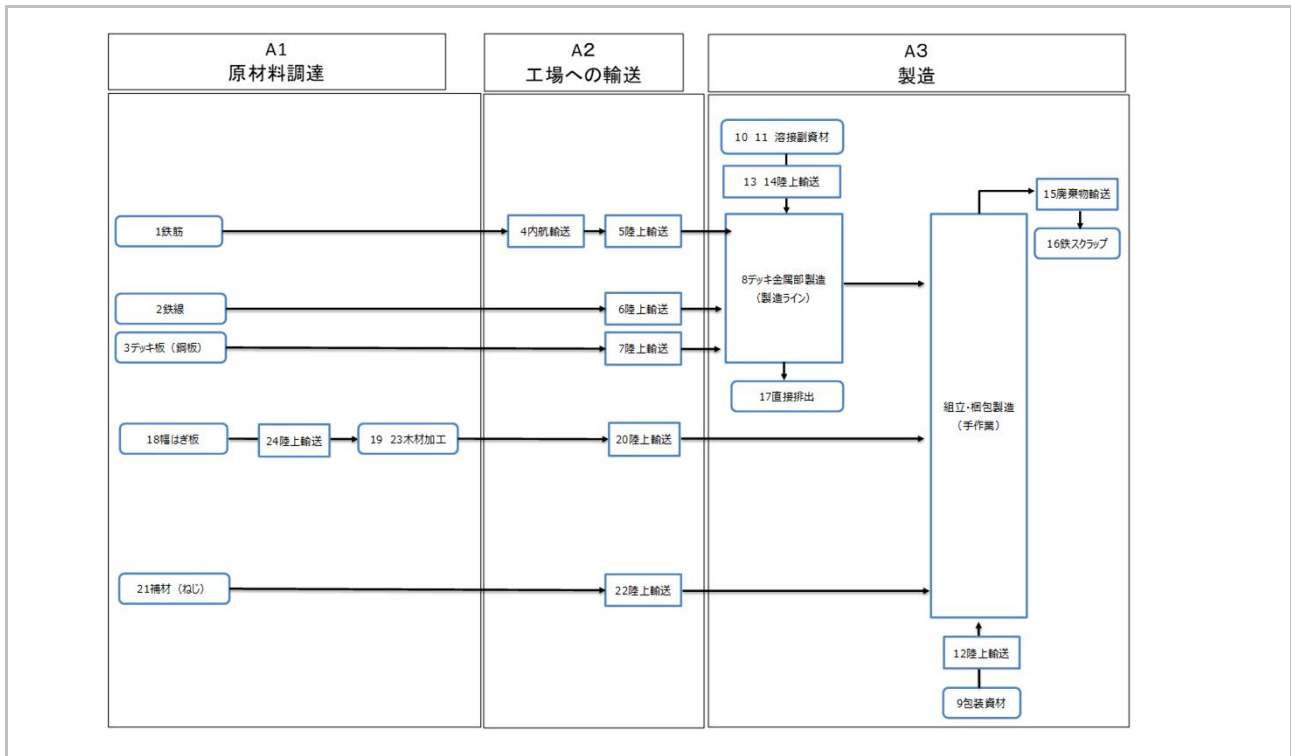 A1
原材料調達
A2
工場への輸送
A3
製造
10 11 溶接副資材
13 14陸上輸送
15廃棄物輸送
16鉄スクラップ
1鉄筋
4内航輸送
5陸上輸送
8デッキ金属部製造
（製造ライン）
2鉄線
6陸上輸送
3デッキ板（鋼板）
7陸上輸送
17直接排出
組立・梱包製造
（手作業）
18幅はぎ板
24陸上輸送
19 23木材加工
20陸上輸送
21補材（ねじ）
22陸上輸送
12陸上輸送
9包装資材